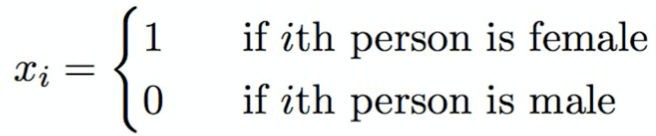 x_i = { 1 if ith person is female
0 if ith person is male